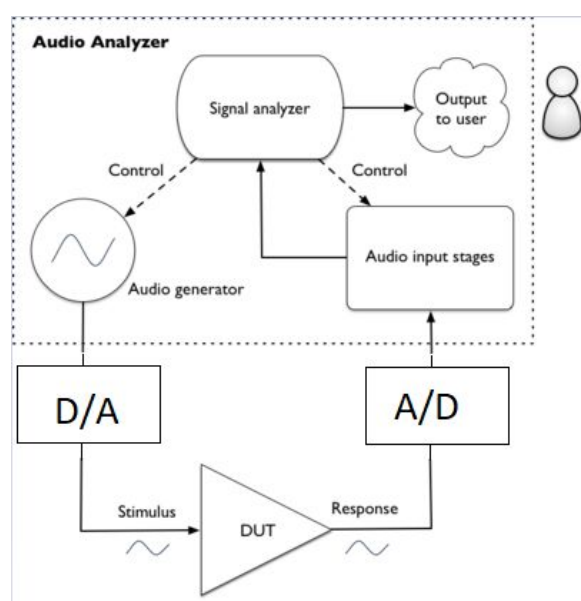 Audio Analyzer
Signal analyzer
Output
to user
Control
Control
Audio generator
Audio input stages
D/A
A/D
Stimulus
DUT
Response